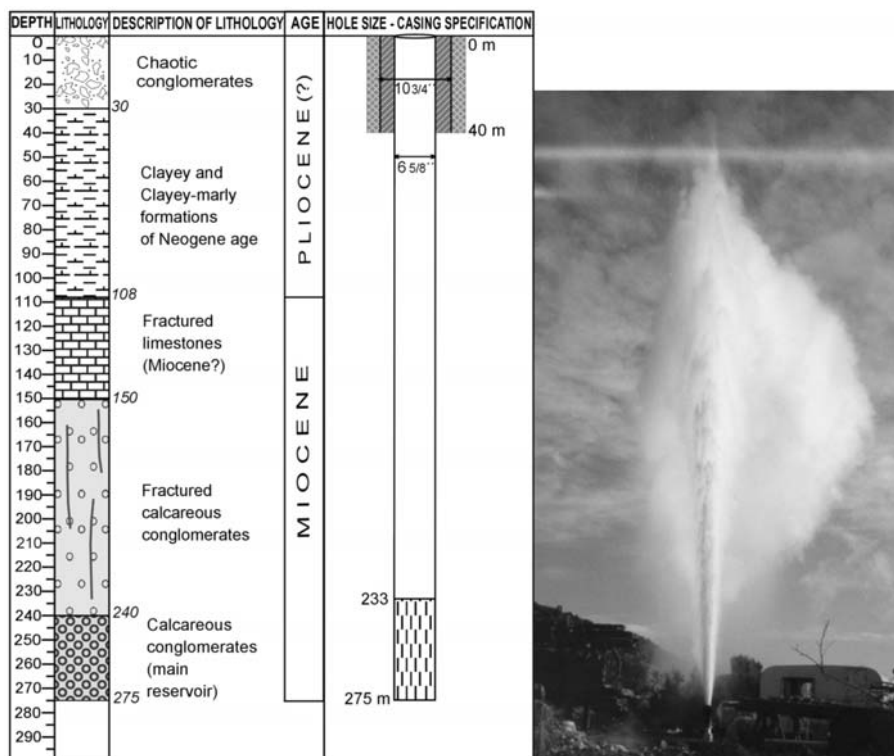 DEPTH LITHOLOGY DESCRIPTION OF LITHOLOGY AGE HOLE SIZE - CASING SPECIFICATION
0
10
20
30
40
50
60
70
80
90
100
110
120
130
140
150
160
170
180
190
200
210
220
230
240
250
260
270
280
290
Chaotic
conglomerates
30
Clayey and
Clayey-marly
formations
of Neogene age
108
Fractured
limestones
(Miocene?)
150
Fractured
calcareous
conglomerates
240
Calcareous
conglomerates
(main
reservoir)
275
PLIOCENE (?)
MIOCENE
0 m
10 3/4´´
40 m
6 5/8´´
233
275 m